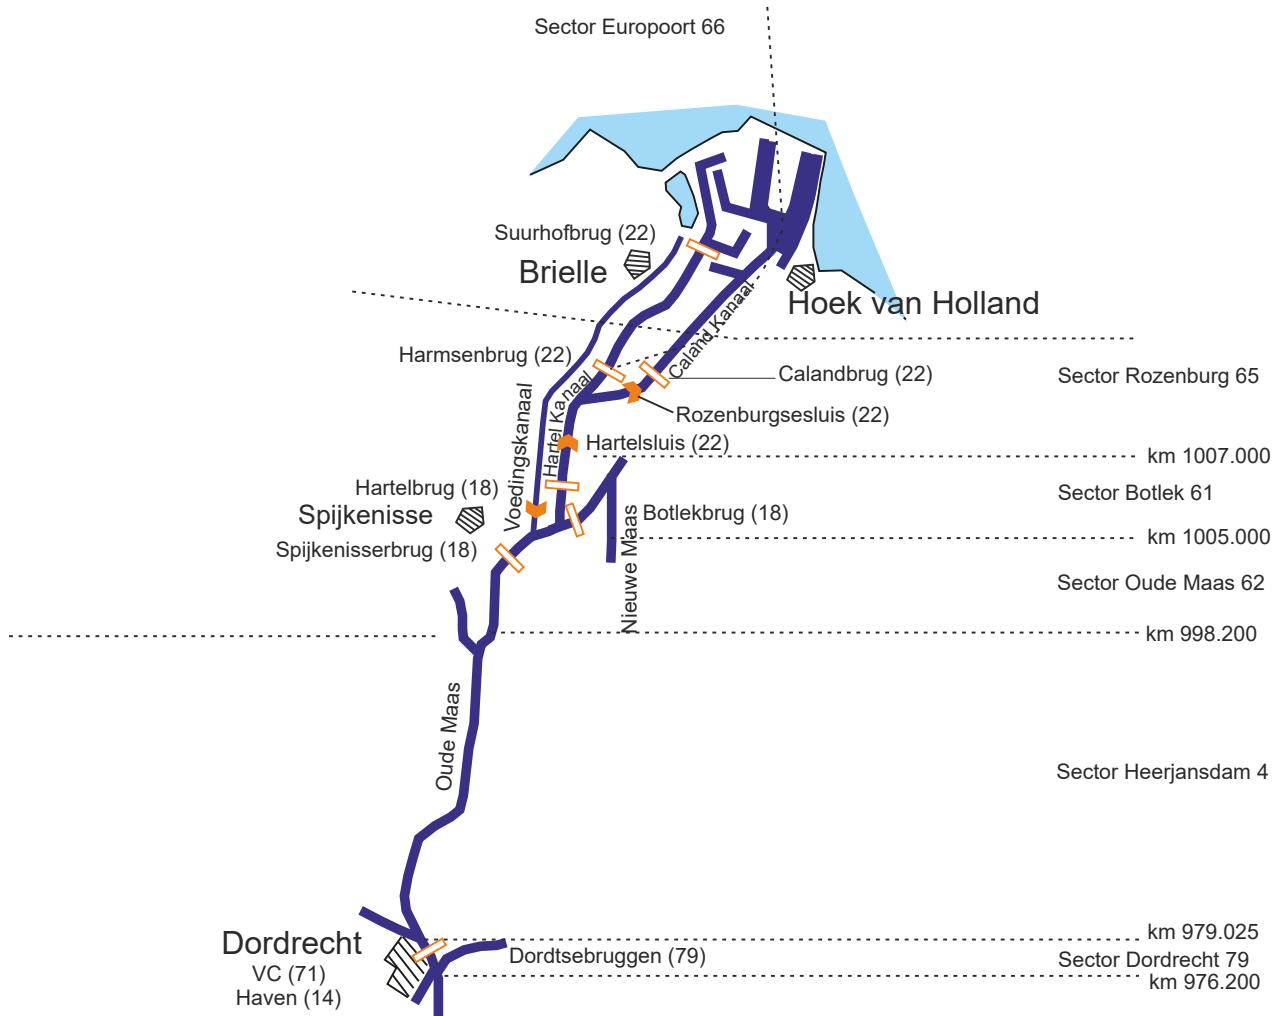 Sector Europoort 66
Suurhofbrug (22)
Brielle
Hoek van Holland
Caland Kanaal
Harmsenbrug (22)
Calandbrug (22)
Sector Rozenburg 65
Voedingskanaal
Hartel Kanaal
Rozenburgsesluis (22)
Hartelsluis (22)
km 1007.000
Hartelbrug (18)
Sector Botlek 61
Spijkenisse
Botlekbrug (18)
Nieuwe Maas
km 1005.000
Spijkenisserbrug (18)
Sector Oude Maas 62
km 998.200
Oude Maas
Sector Heerjansdam 4
km 979.025
Dordrecht
Dordtsebruggen (79)
Sector Dordrecht 79
VC (71)
km 976.200
Haven (14)